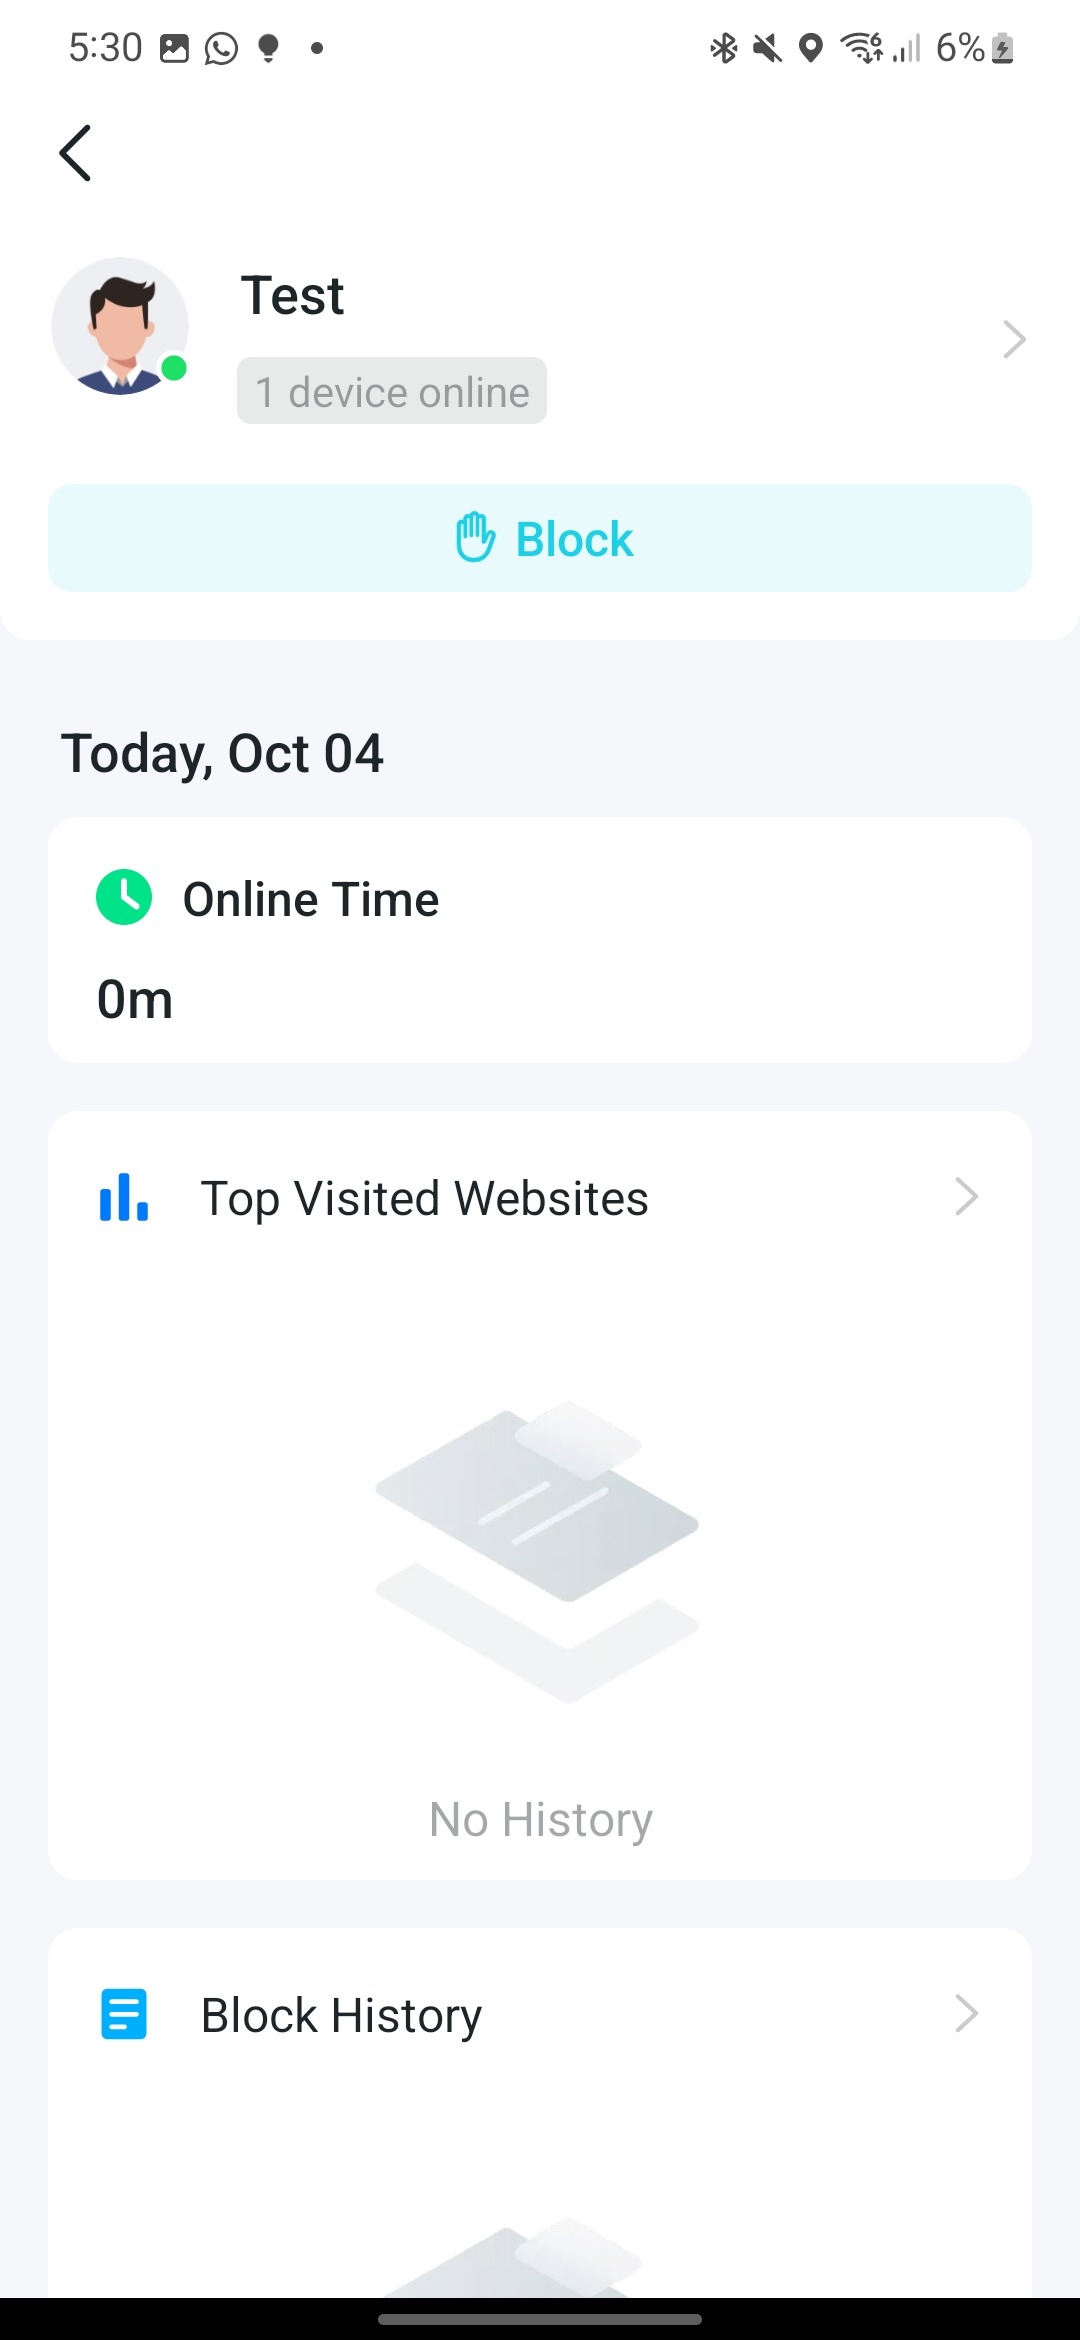 5:30
6%
Test
1 device online
Block
Today, Oct 04
Online Time
0m
Top Visited Websites
No History
Block History